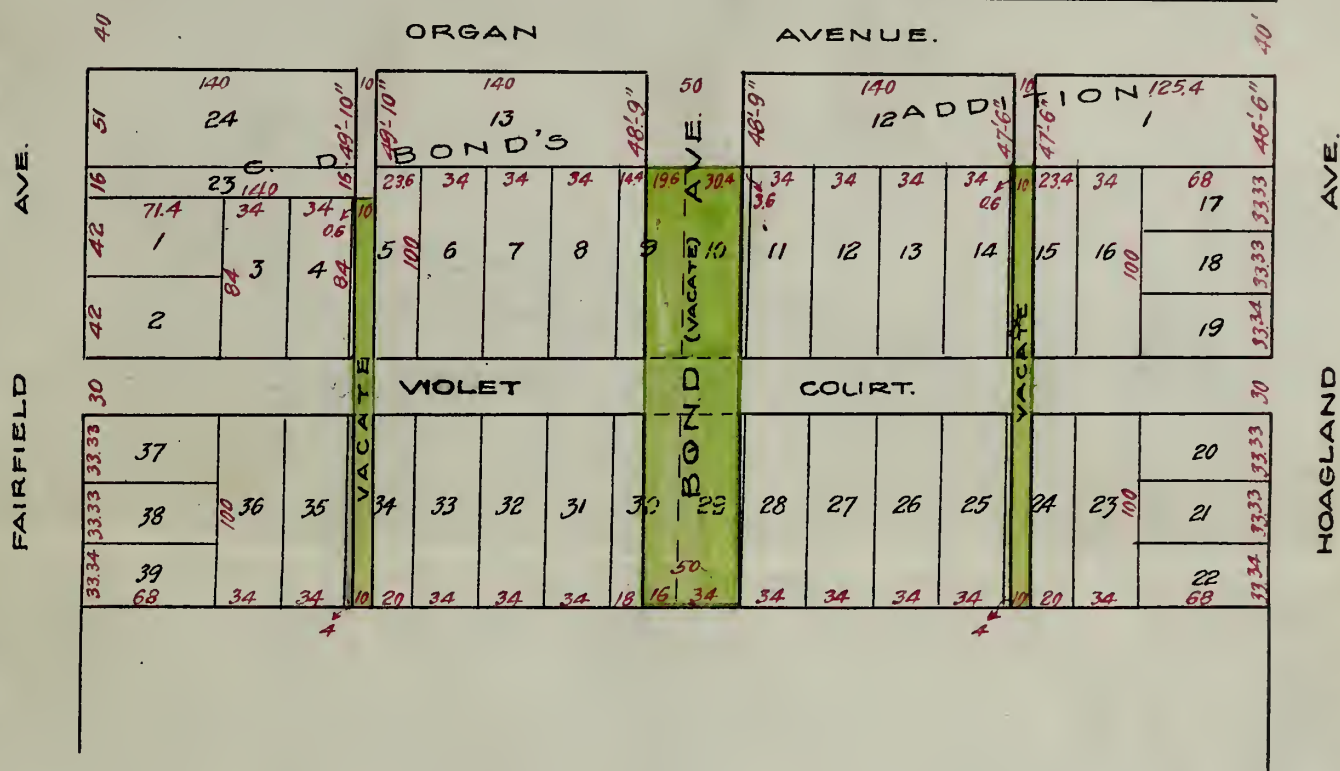 40 ORGAN AVENUE. 40'
140 10 140 50 140 10 125.4
51 24 49'-10" 49'-10" 13 48'-9" 48'-9" 12 47'-6" 47'-6" 1 46'-6"
C. D. BOND'S ADDITION
16 23 140 15
23.6 34 34 34 14.4 19.6 30.4 3.6 34 34 34 34 0.6 10 23.4 34 68
71.4 34 34 0.6 10
42 1 84 3 4 84 5 100 6 7 8 9 10 11 12 13 14 15 16 100 17 33.33
18 33.33
42 2 19 33.34
AVE. AVE.
BOND (VACATE) AVE.
VACATE
VACATE
30 VIOLET COURT. 30
FAIRFIELD HOAGLAND
33.33 37 20 33.33
33.33 38 100 36 35 34 33 32 31 30 29 28 27 26 25 24 23 100 21 33.33
33.34 39 50 22 33.34
68 34 34 10 20 34 34 34 18 16 34 34 34 34 34 10 20 34 68
4 4